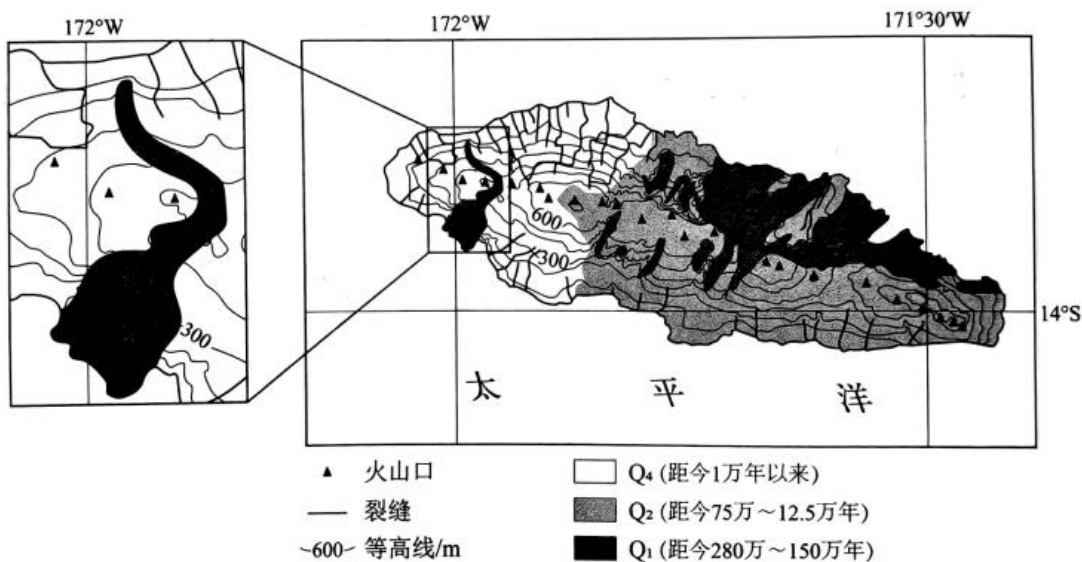 172°W
172°W
171°30′W
600
300
300
14°S
太 平 洋
▲ 火山口
— 裂缝
~600~ 等高线/m
Q₄ (距今1万年以来)
Q₂ (距今75万~12.5万年)
Q₁ (距今280万~150万年)